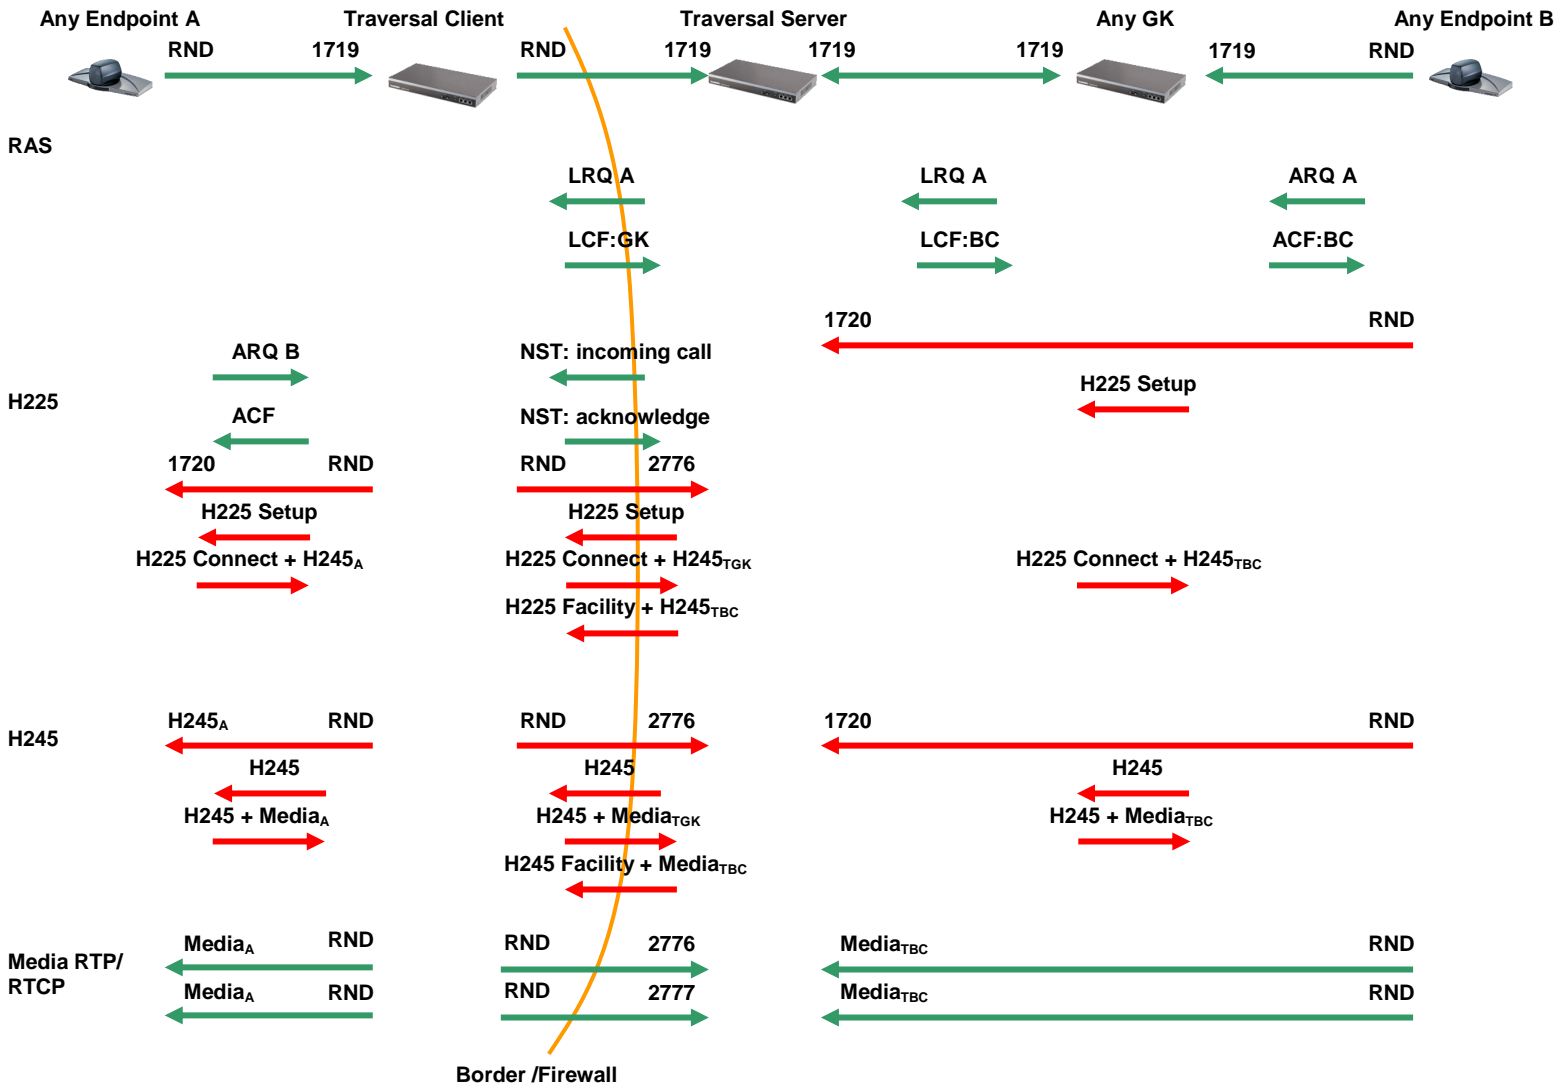 Any Endpoint A Traversal Client Traversal Server Any GK Any Endpoint B
RND 1719 RND 1719 1719 1719 1719 RND
RAS
LRQ A LRQ A ARQ A
LCF:GK LCF:BC ACF:BC
1720 RND
ARQ B NST: incoming call
H225 Setup
H225
ACF NST: acknowledge
1720 RND RND 2776
H225 Setup H225 Setup
H225 Connect + H245A H225 Connect + H245TGK H225 Connect + H245TBC
H225 Facility + H245TBC
H245A RND RND 2776 1720 RND
H245
H245 H245 H245
H245 + MediaA H245 + MediaTGK H245 + MediaTBC
H245 Facility + MediaTBC
MediaA RND RND 2776 MediaTBC RND
Media RTP/
RTCP
MediaA RND RND 2777 MediaTBC RND
Border /Firewall